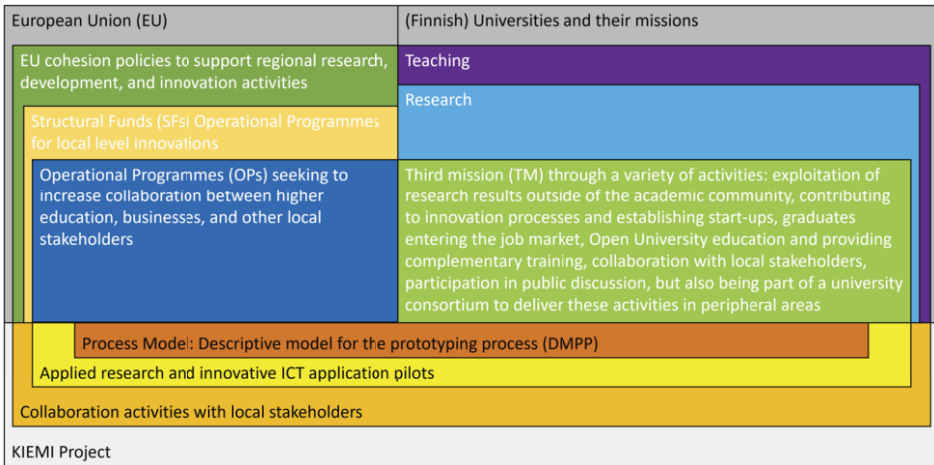 European Union (EU)
(Finnish) Universities and their missions
EU cohesion policies to support regional research,
development, and innovation activities
Teaching
Research
Structural Funds (SFs) Operational Programmes
for local level innovations
Operational Programmes (OPs) seeking to
increase collaboration between higher
education, businesses, and other local
stakeholders
Third mission (TM) through a variety of activities: exploitation of
research results outside of the academic community, contributing
to innovation processes and establishing start-ups, graduates
entering the job market, Open University education and providing
complementary training, collaboration with local stakeholders,
participation in public discussion, but also being part of a university
consortium to deliver these activities in peripheral areas
Process Model: Descriptive model for the prototyping process (DMPP)
Applied research and innovative ICT application pilots
Collaboration activities with local stakeholders
KIEMI Project